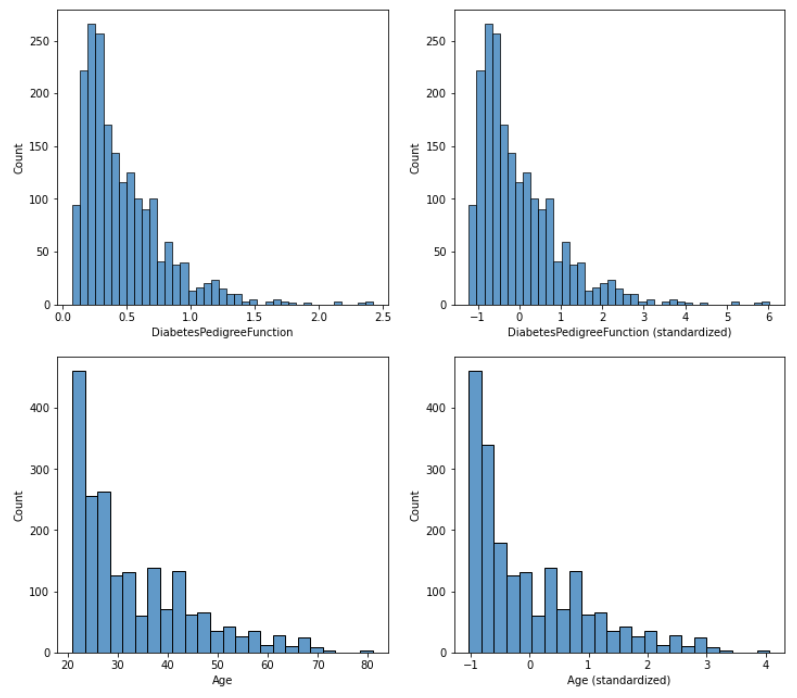 250
200
150
100
50
0
Count
0.0 0.5 1.0 1.5 2.0 2.5
DiabetesPedigreeFunction
250
200
150
100
50
0
Count
−1 0 1 2 3 4 5 6
DiabetesPedigreeFunction (standardized)
400
300
200
100
0
Count
20 30 40 50 60 70 80
Age
400
300
200
100
0
Count
−1 0 1 2 3 4
Age (standardized)